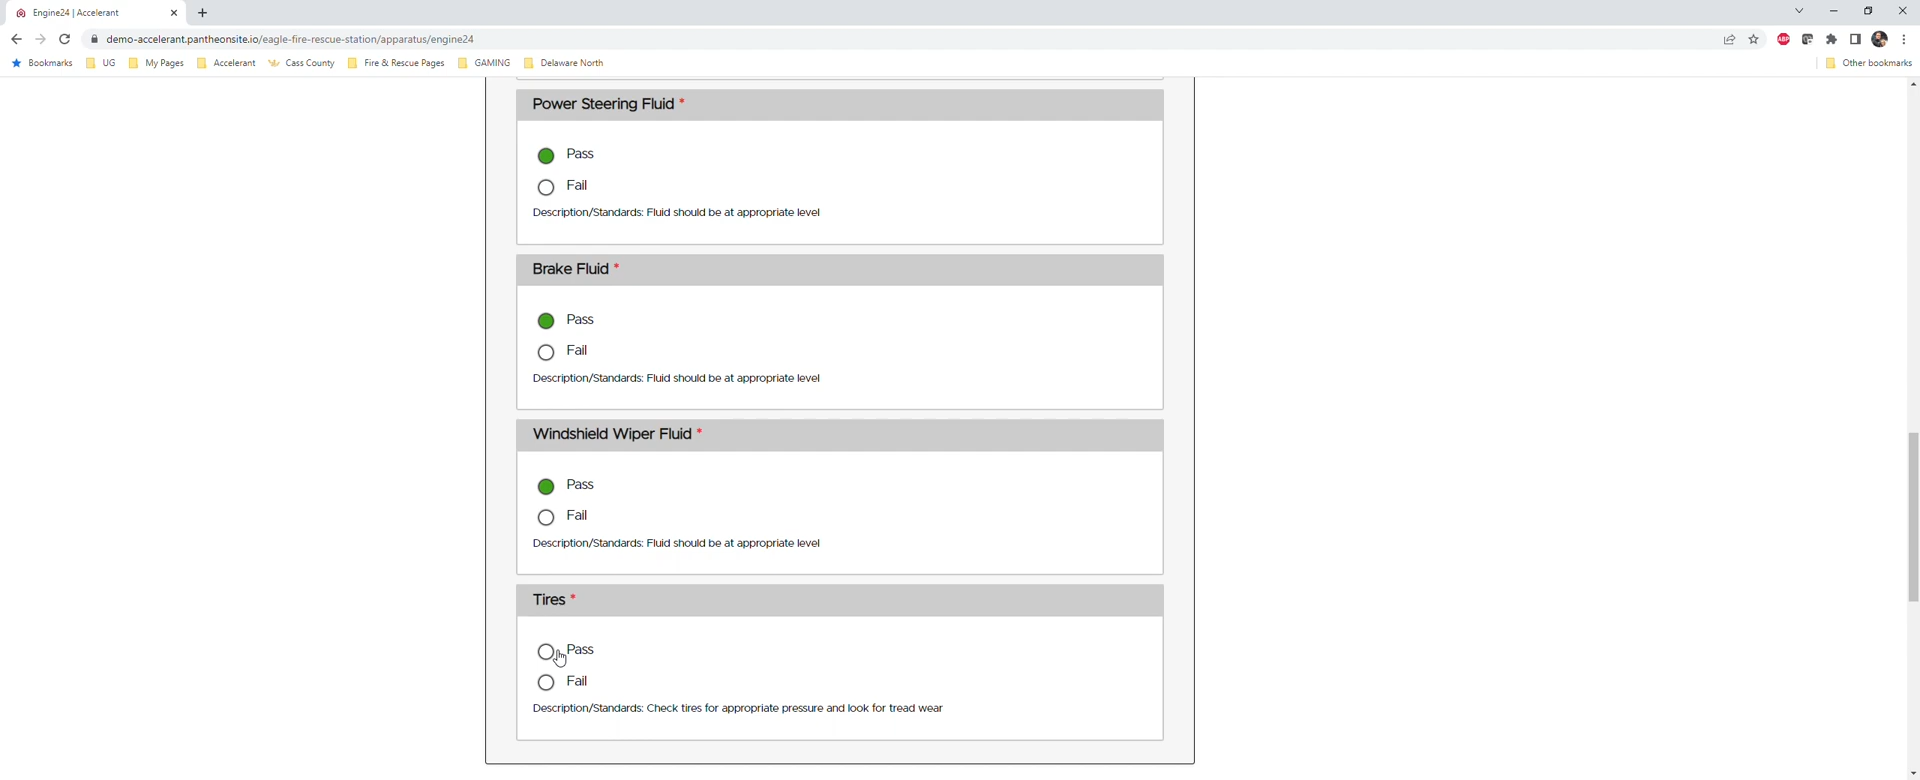 Engine24 | Accelerant
demo-accelerant.pantheonsite.io/eagle-fire-rescue-station/apparatus/engine24
ABP
Bookmarks UG My Pages Accelerant Cass County Fire & Rescue Pages GAMING Delaware North Other bookmarks
Power Steering Fluid *
Pass
Fail
Description/Standards: Fluid should be at appropriate level
Brake Fluid *
Pass
Fail
Description/Standards: Fluid should be at appropriate level
Windshield Wiper Fluid *
Pass
Fail
Description/Standards: Fluid should be at appropriate level
Tires *
Pass
Fail
Description/Standards: Check tires for appropriate pressure and look for tread wear